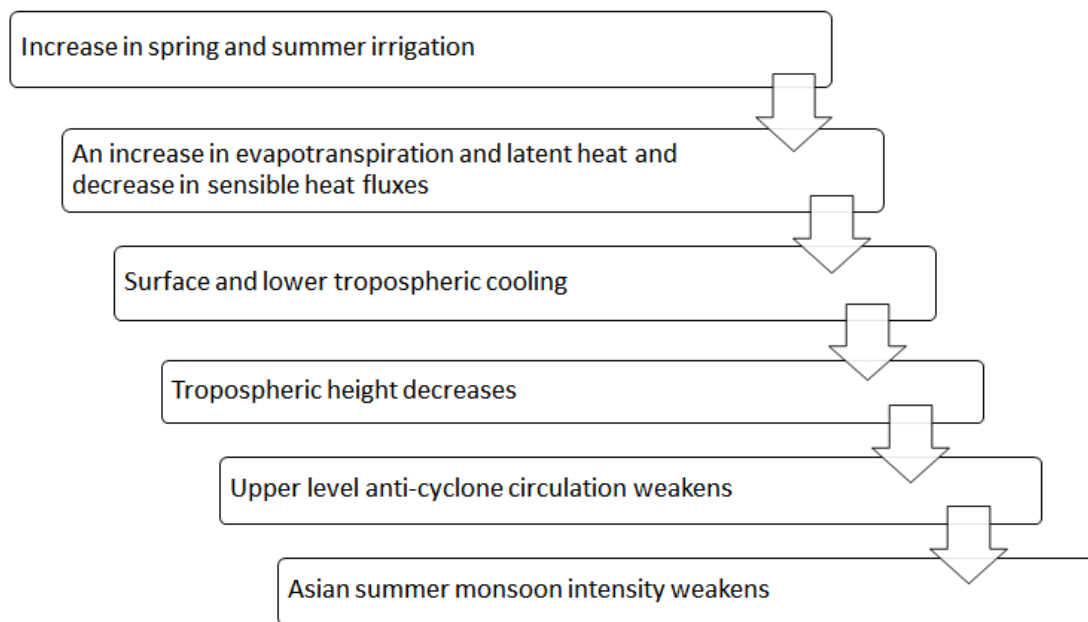 Increase in spring and summer irrigation
An increase in evapotranspiration and latent heat and
decrease in sensible heat fluxes
Surface and lower tropospheric cooling
Tropospheric height decreases
Upper level anti-cyclone circulation weakens
Asian summer monsoon intensity weakens